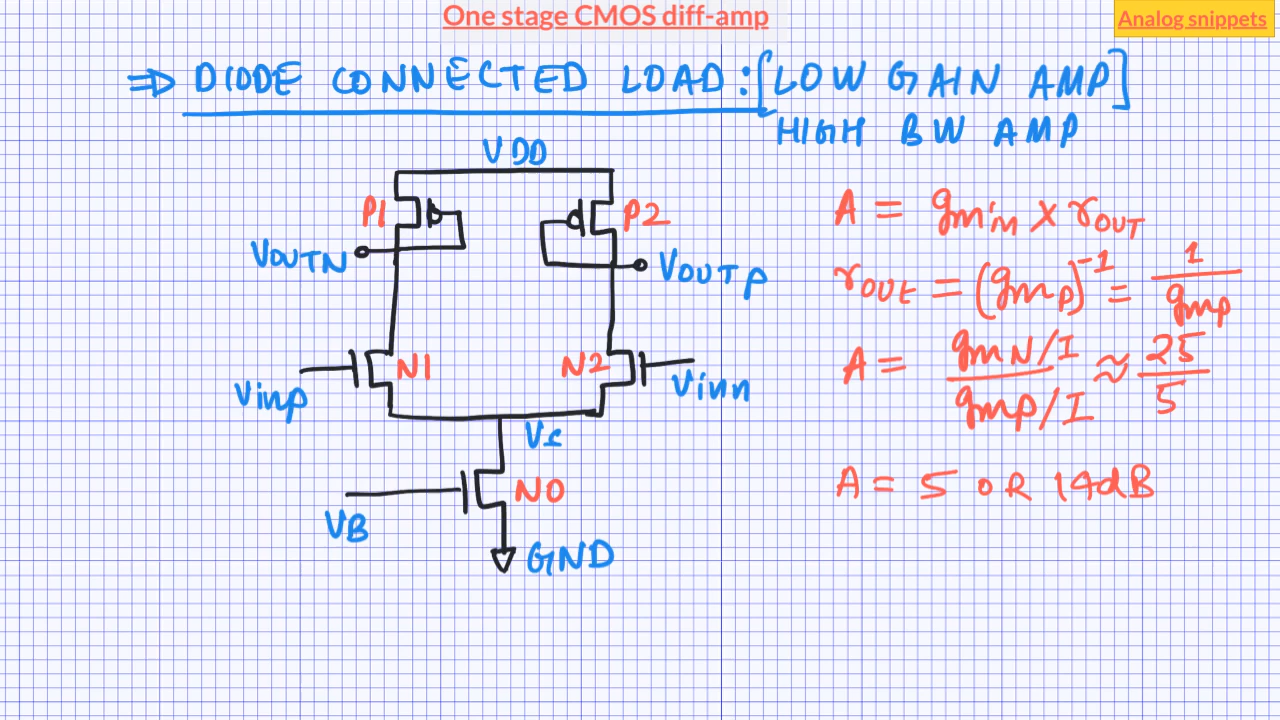 One stage CMOS diff-amp
Analog snippets
⇒ DIODE CONNECTED LOAD: [LOW GAIN AMP]
HIGH BW AMP
VDD
P1
P2
VOUTN
VOUTP
N1
N2
Vinp
Vinn
Vs
N0
VB
GND
A = gmin × rOUT
rOUt = (gmp)⁻¹ = 1/gmp
A = gmN/I / gmp/I ≈ 25/5
A = 5 OR 14dB